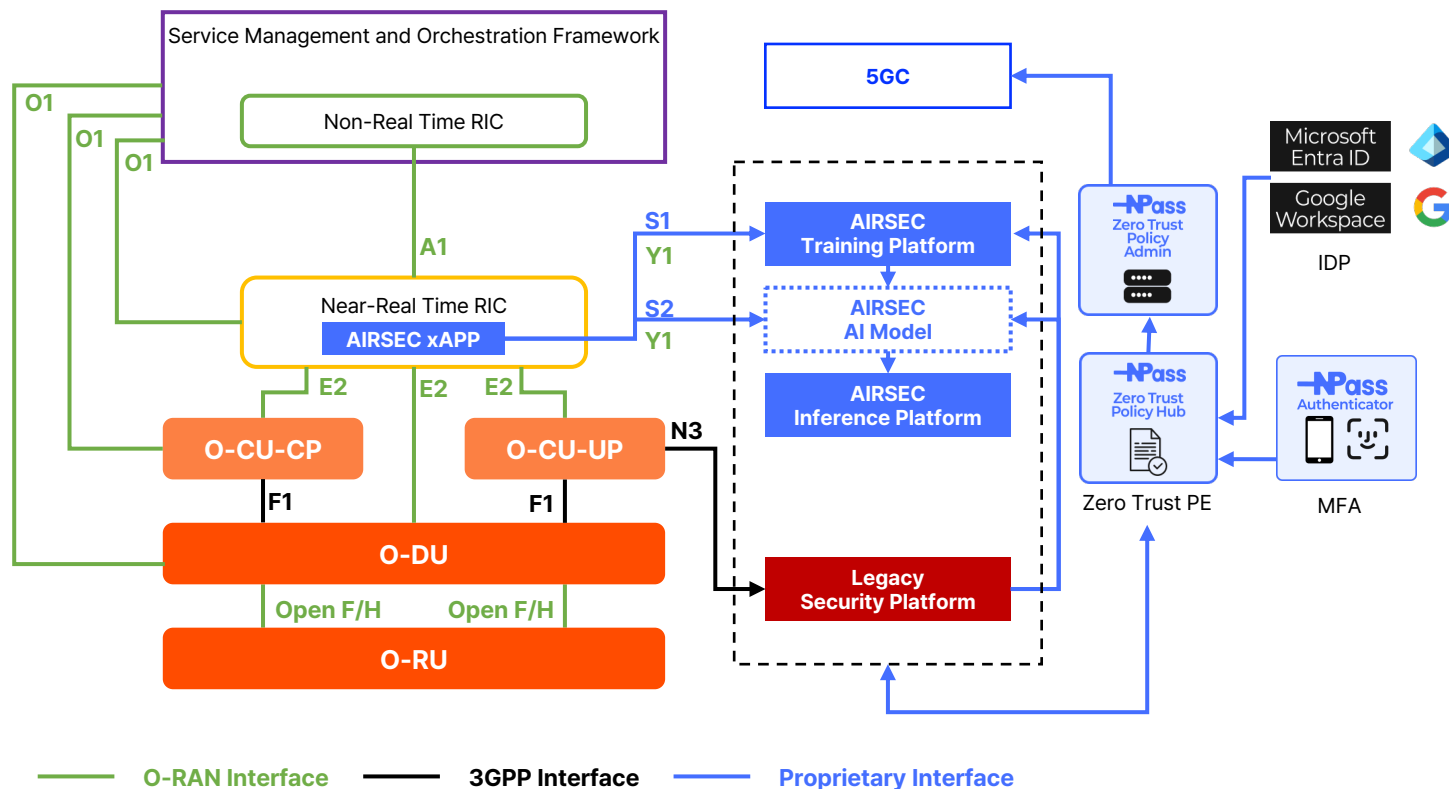 Service Management and Orchestration Framework
Non-Real Time RIC
O1
O1
O1
A1
Near-Real Time RIC
AIRSEC xAPP
E2
E2
E2
O-CU-CP
O-CU-UP
N3
F1
F1
O-DU
Open F/H
Open F/H
O-RU
S1
Y1
S2
Y1
5GC
AIRSEC
Training Platform
AIRSEC
AI Model
AIRSEC
Inference Platform
Legacy
Security Platform
NPass
Zero Trust
Policy
Admin
NPass
Zero Trust
Policy Hub
Zero Trust PE
Microsoft
Entra ID
Google
Workspace
IDP
NPass
Authenticator
MFA
O-RAN Interface
3GPP Interface
Proprietary Interface